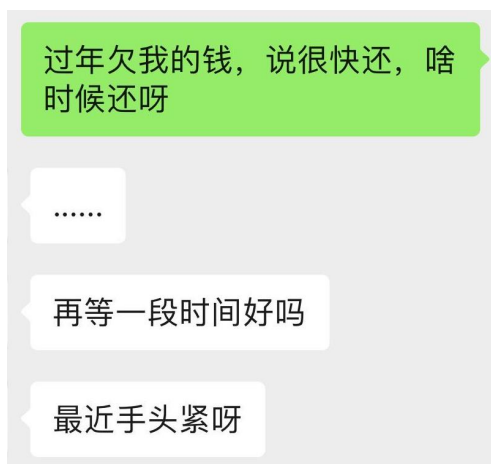 过年欠我的钱，说很快还，啥
时候还呀
......
再等一段时间好吗
最近手头紧呀